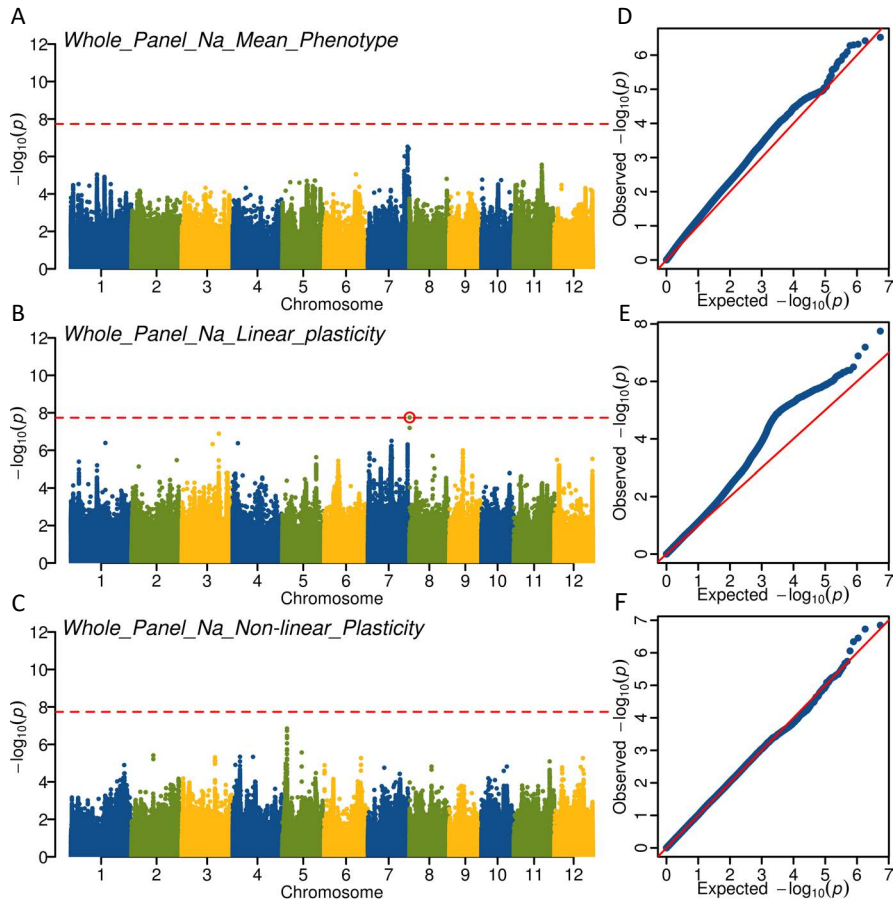 A
Whole_Panel_Na_Mean_Phenotype
−log10(p)
12
10
8
6
4
2
0
1 2 3 4 5 6 7 8 9 10 11 12
Chromosome
D
Observed −log10(p)
6
5
4
3
2
1
0
0 1 2 3 4 5 6 7
Expected −log10(p)
B
Whole_Panel_Na_Linear_plasticity
−log10(p)
12
10
8
6
4
2
0
1 2 3 4 5 6 7 8 9 10 11 12
Chromosome
E
Observed −log10(p)
8
6
4
2
0
0 1 2 3 4 5 6 7
Expected −log10(p)
C
Whole_Panel_Na_Non-linear_Plasticity
−log10(p)
12
10
8
6
4
2
0
1 2 3 4 5 6 7 8 9 10 11 12
Chromosome
F
Observed −log10(p)
7
6
5
4
3
2
1
0
0 1 2 3 4 5 6 7
Expected −log10(p)